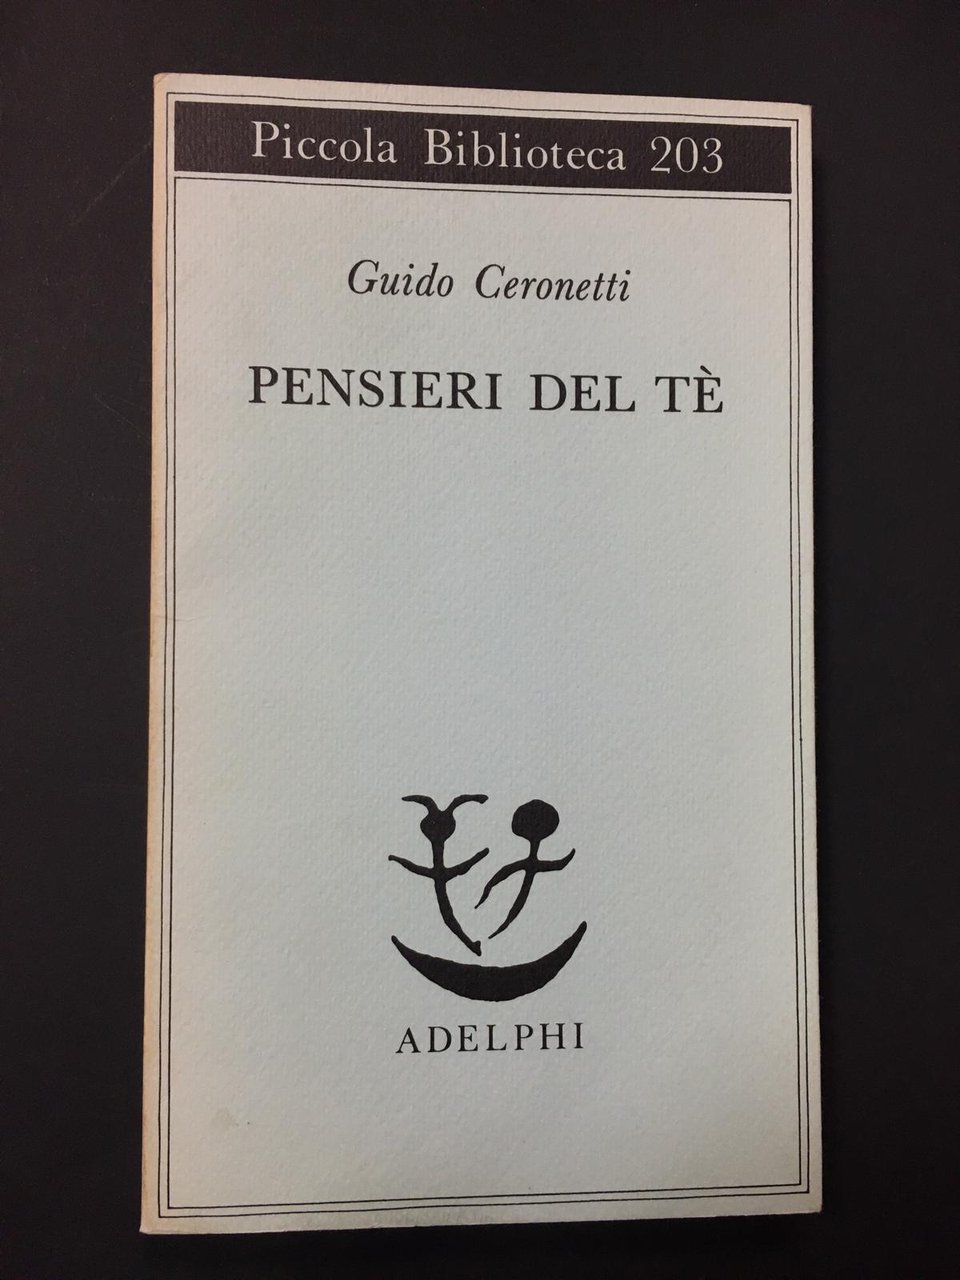 Piccola Biblioteca 203
Guido Ceronetti
PENSIERI DEL TÈ
ADELPHI